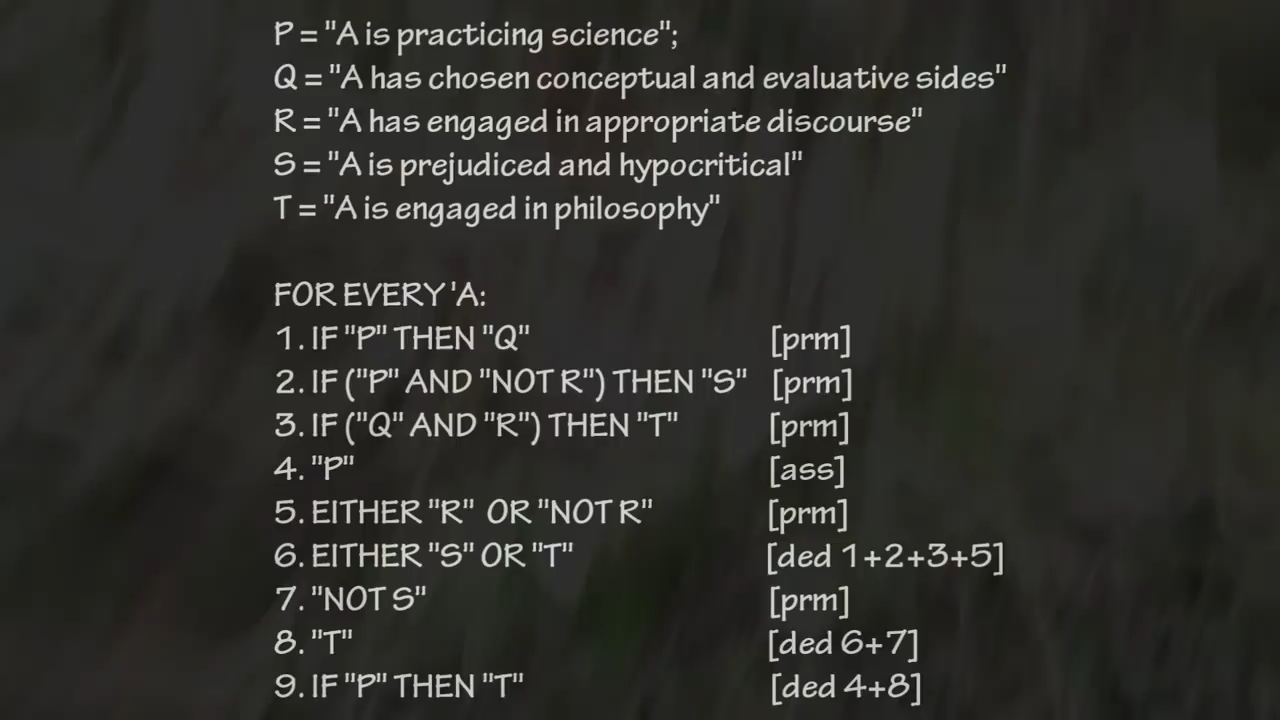 P = "A is practicing science";
Q = "A has chosen conceptual and evaluative sides"
R = "A has engaged in appropriate discourse"
S = "A is prejudiced and hypocritical"
T = "A is engaged in philosophy"
FOR EVERY 'A:
1. IF "P" THEN "Q" [prm]
2. IF ("P" AND "NOT R") THEN "S" [prm]
3. IF ("Q" AND "R") THEN "T" [prm]
4. "P" [ass]
5. EITHER "R" OR "NOT R" [prm]
6. EITHER "S" OR "T" [ded 1+2+3+5]
7. "NOT S" [prm]
8. "T" [ded 6+7]
9. IF "P" THEN "T" [ded 4+8]